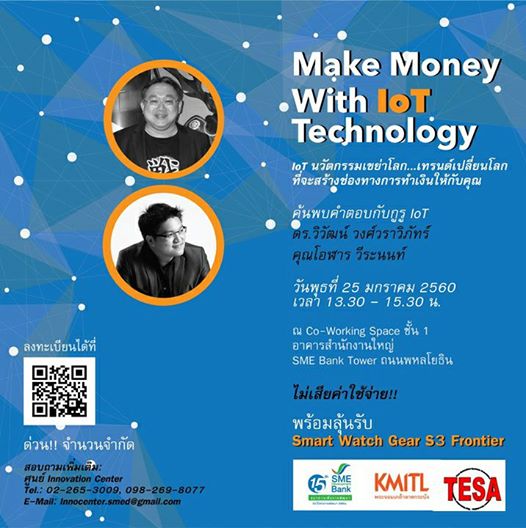 Make Money
With IoT
Technology
IoT นวัตกรรมเขย่าโลก...เทรนด์เปลี่ยนโลก
ที่จะสร้างช่องทางการทำเงินให้กับคุณ
ค้นพบคำตอบกับกูรู IoT
ดร.วิวัฒน์ วงศ์วราวิภัทร์
คุณโอฬาร วีระนนท์
วันพุธที่ 25 มกราคม 2560
เวลา 13.30 – 15.30 น.
ณ Co-Working Space ชั้น 1
อาคารสำนักงานใหญ่
SME Bank Tower ถนนพหลโยธิน
ไม่เสียค่าใช้จ่าย!!
พร้อมลุ้นรับ
Smart Watch Gear S3 Frontier
ลงทะเบียนได้ที่
ด่วน!! จำนวนจำกัด
สอบถามเพิ่มเติม:
ศูนย์ Innovation Center
Tel.: 02-265-3009, 098-269-8077
E-Mail: innocenter.smed@gmail.com
15 SME
Bank
KMITL
TESA